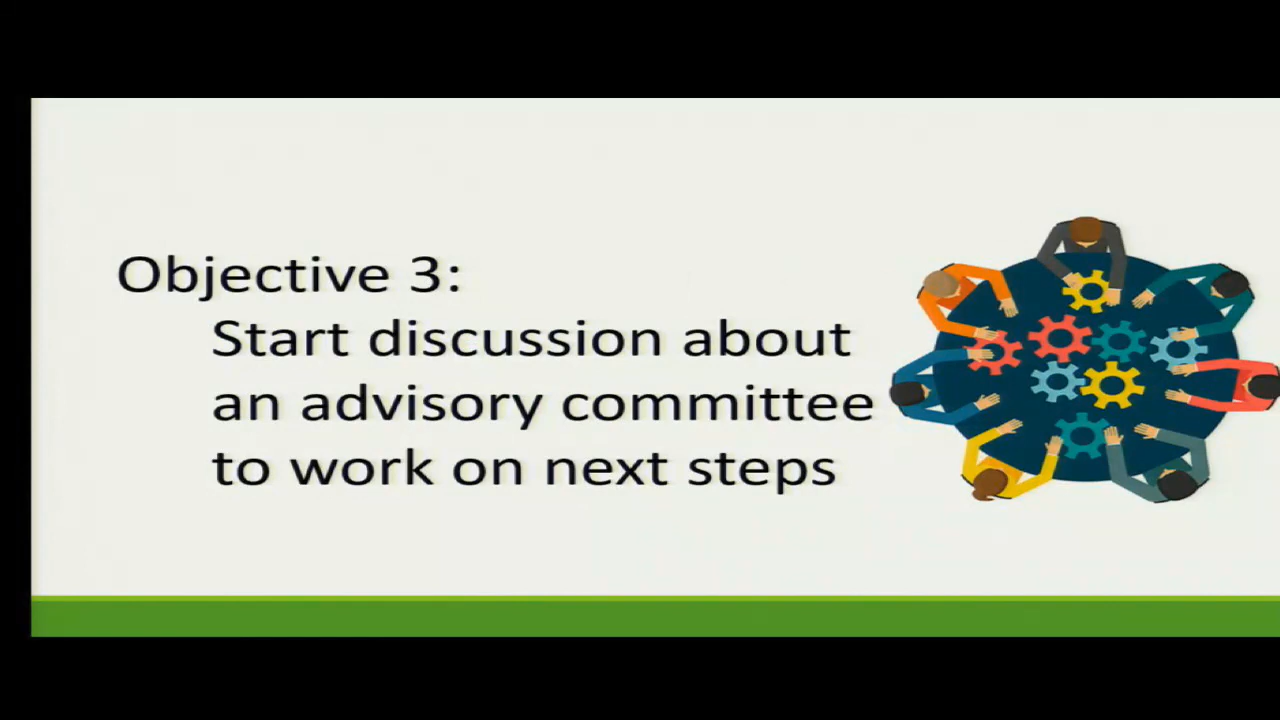 Objective 3:
Start discussion about
an advisory committee
to work on next steps